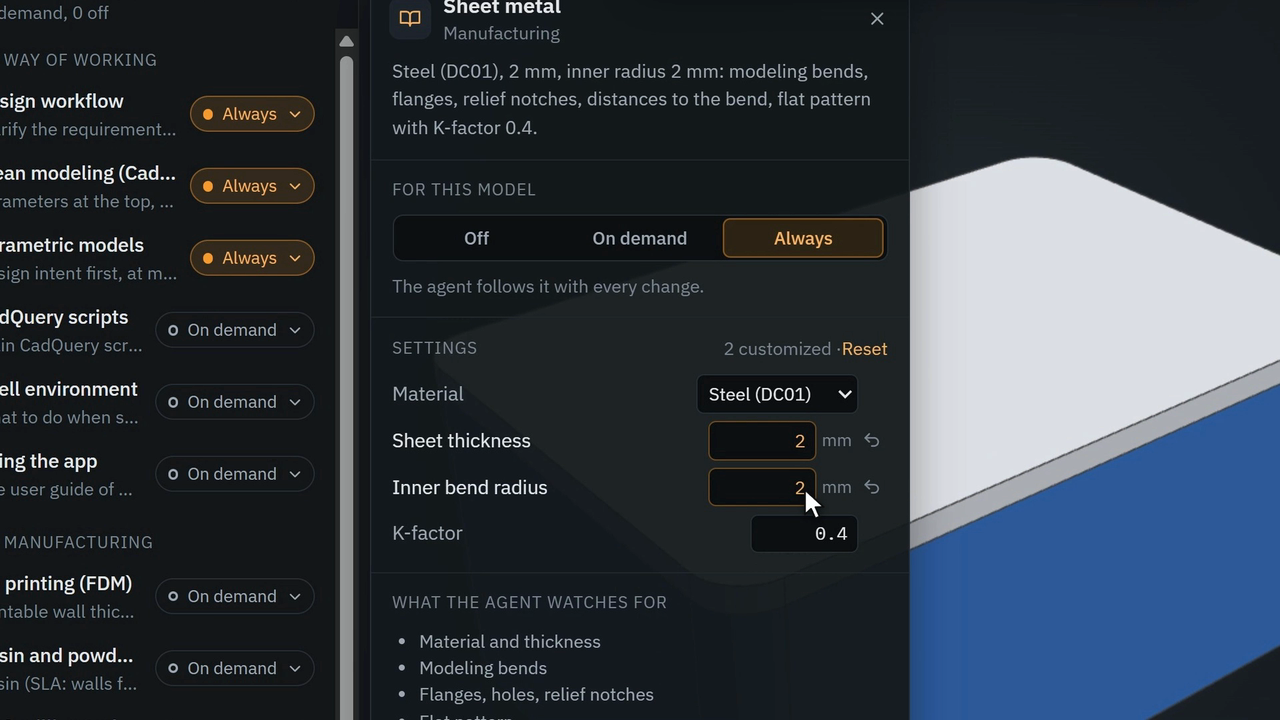 demand, 0 off
WAY OF WORKING
sign workflow
Always
rify the requirement...
ean modeling (Cad...
Always
rameters at the top, ...
rametric models
Always
sign intent first, at m...
dQuery scripts
On demand
in CadQuery scr...
ell environment
On demand
at to do when s...
ing the app
On demand
e user guide of ...
MANUFACTURING
printing (FDM)
On demand
ntable wall thic...
sin and powd...
On demand
sin (SLA: walls f...
Sheet metal
Manufacturing
Steel (DC01), 2 mm, inner radius 2 mm: modeling bends,
flanges, relief notches, distances to the bend, flat pattern
with K-factor 0.4.
FOR THIS MODEL
Off On demand Always
The agent follows it with every change.
SETTINGS 2 customized · Reset
Material Steel (DC01)
Sheet thickness 2 mm
Inner bend radius 2 mm
K-factor 0.4
WHAT THE AGENT WATCHES FOR
• Material and thickness
• Modeling bends
• Flanges, holes, relief notches
• Flat pattern